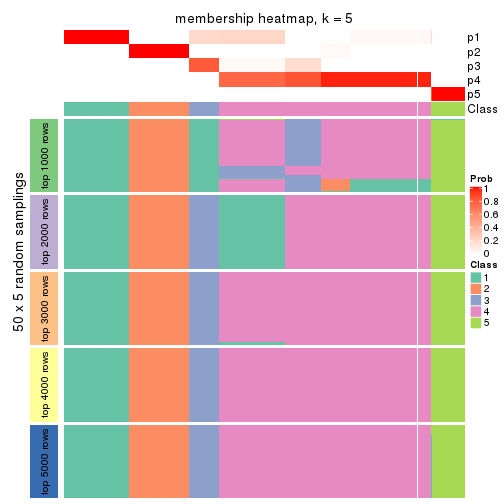 membership heatmap, k = 5
p1
p2
p3
p4
p5
Class
50 x 5 random samplings
top 1000 rows
top 2000 rows
top 3000 rows
top 4000 rows
top 5000 rows
Prob
1
0.8
0.6
0.4
0.2
0
Class
1
2
3
4
5